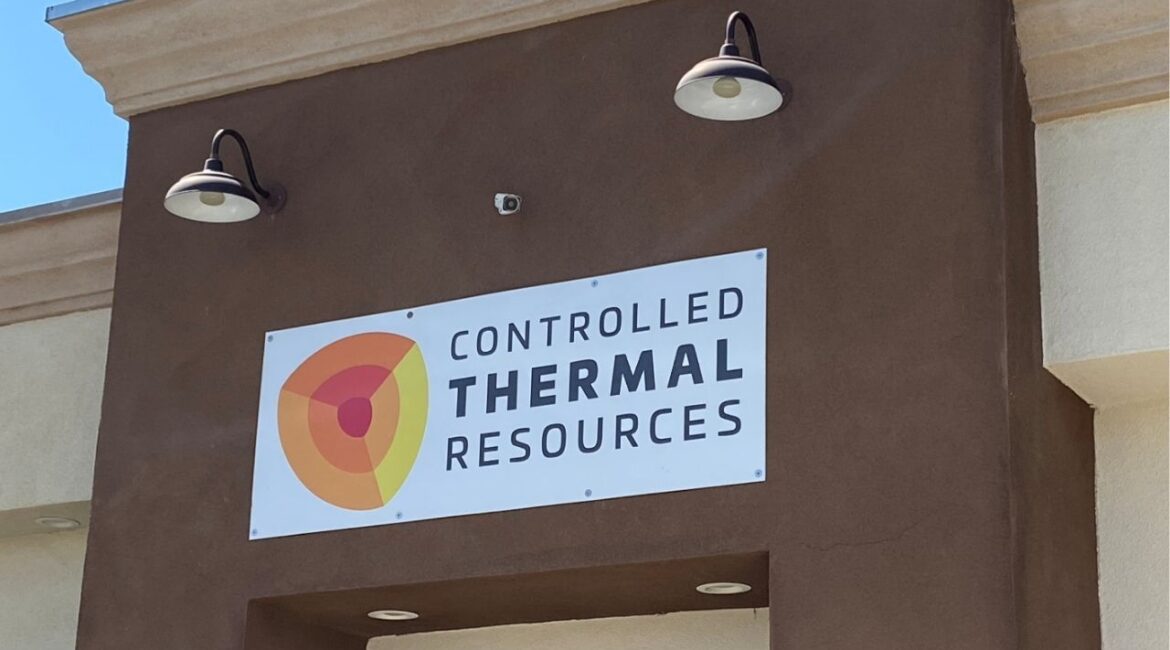 CONTROLLED
THERMAL
RESOURCES